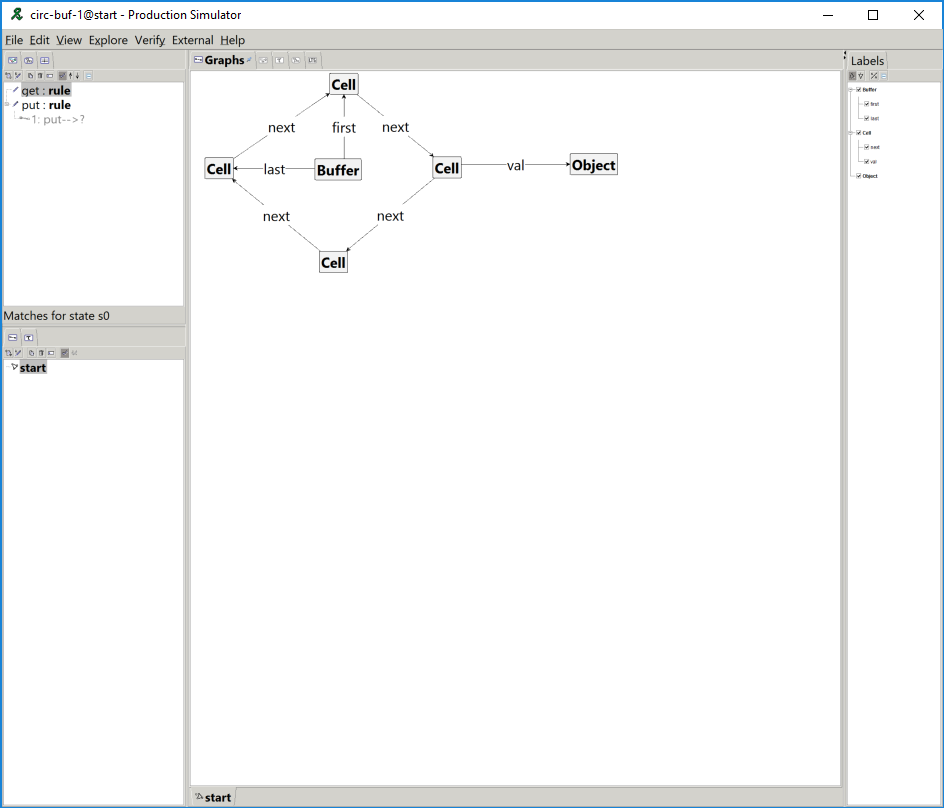 circ-buf-1@start - Production Simulator
File Edit View Explore Verify External Help
Graphs
Labels
get : rule
put : rule
1: put-->?
Matches for state s0
start
Cell
next first next
Cell last Buffer Cell val Object
next next
Cell
start
Buffer
first
last
Cell
next
val
Object